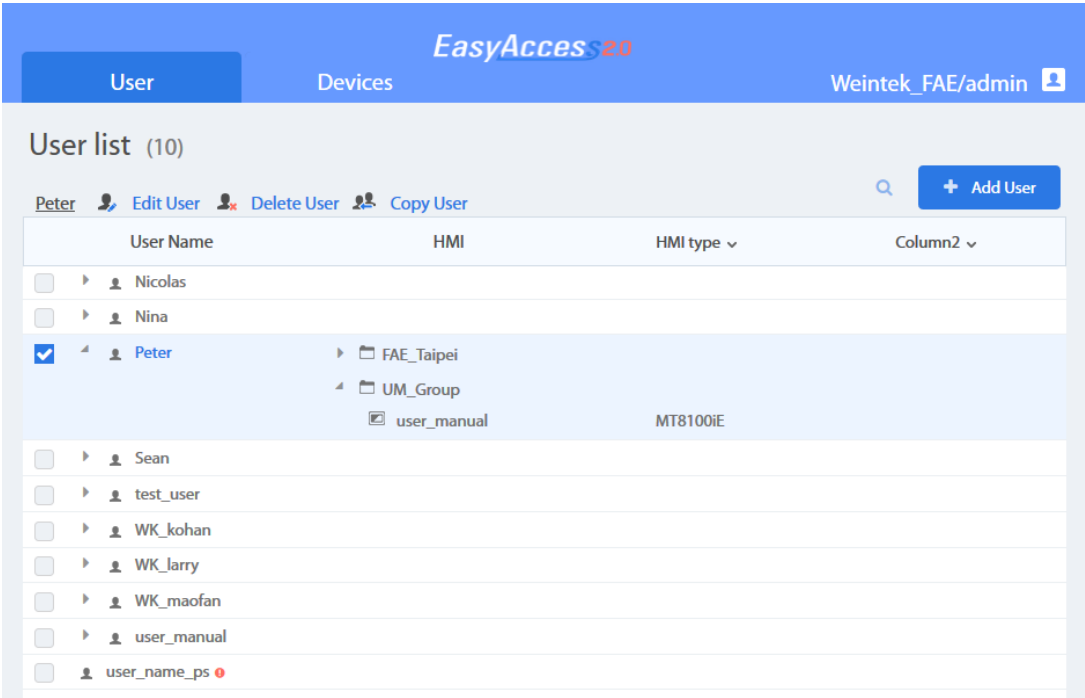 EasyAccess2.0
User Devices Weintek_FAE/admin
User list (10)
Peter Edit User Delete User Copy User + Add User
User Name HMI HMI type Column2
Nicolas
Nina
Peter FAE_Taipei
UM_Group
user_manual MT8100iE
Sean
test_user
WK_kohan
WK_larry
WK_maofan
user_manual
user_name_ps